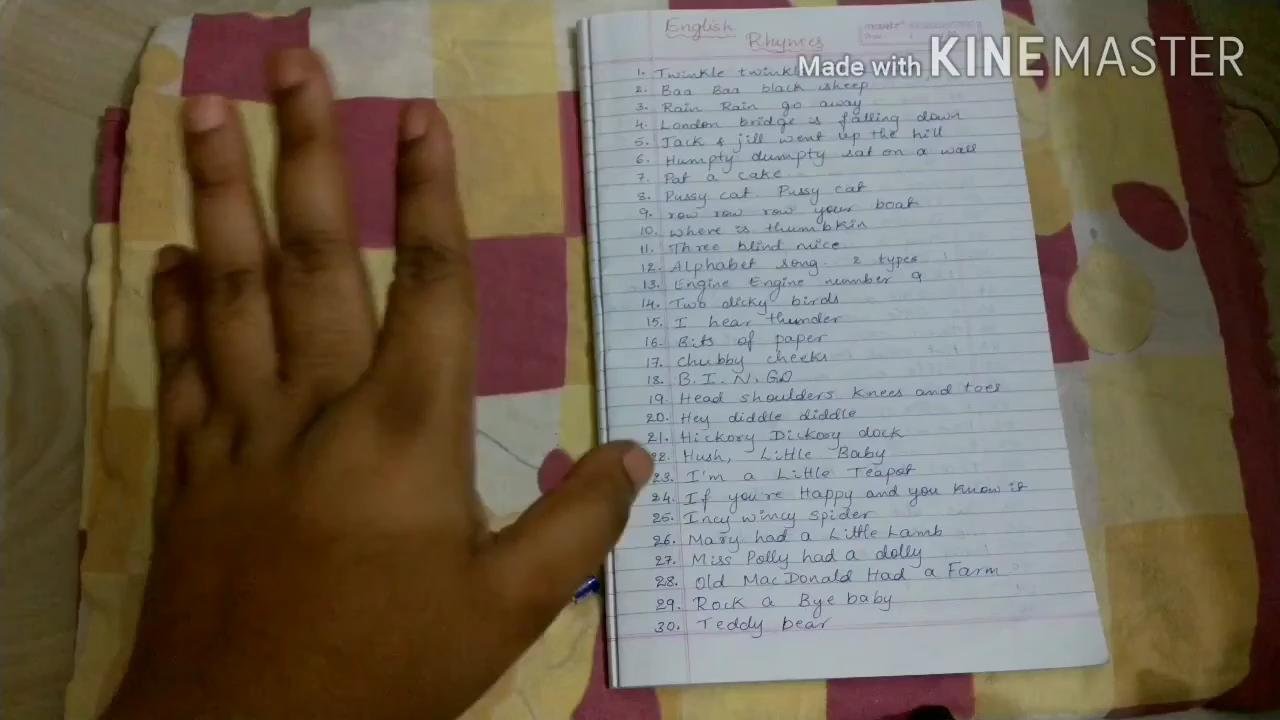 English
Rhymes
Made with KINEMASTER
1. Twinkle twinkl
2. Baa Baa black sheep
3. Rain Rain go away
4. London bridge is falling down
5. Jack & jill went up the hill
6. Humpty dumpty sat on a wall
7. Pat a cake
8. Pussy cat Pussy cat
9. row row row your boat
10. where is thumbkin
11. Three blind mice
12. Alphabet song - 2 types
13. Engine Engine number 9
14. Two dicky birds
15. I hear thunder
16. Bits of paper
17. Chubby cheeks
18. B. I. N. GO
19. Head shoulders knees and toes
20. Hey diddle diddle
21. Hickory Dickory dock
22. Hush, Little Baby
23. I'm a Little Teapot
24. If you're Happy and you know it
25. Incy wincy spider
26. Mary had a Little Lamb
27. Miss Polly had a dolly
28. Old MacDonald Had a Farm
29. Rock a Bye baby
30. Teddy bear